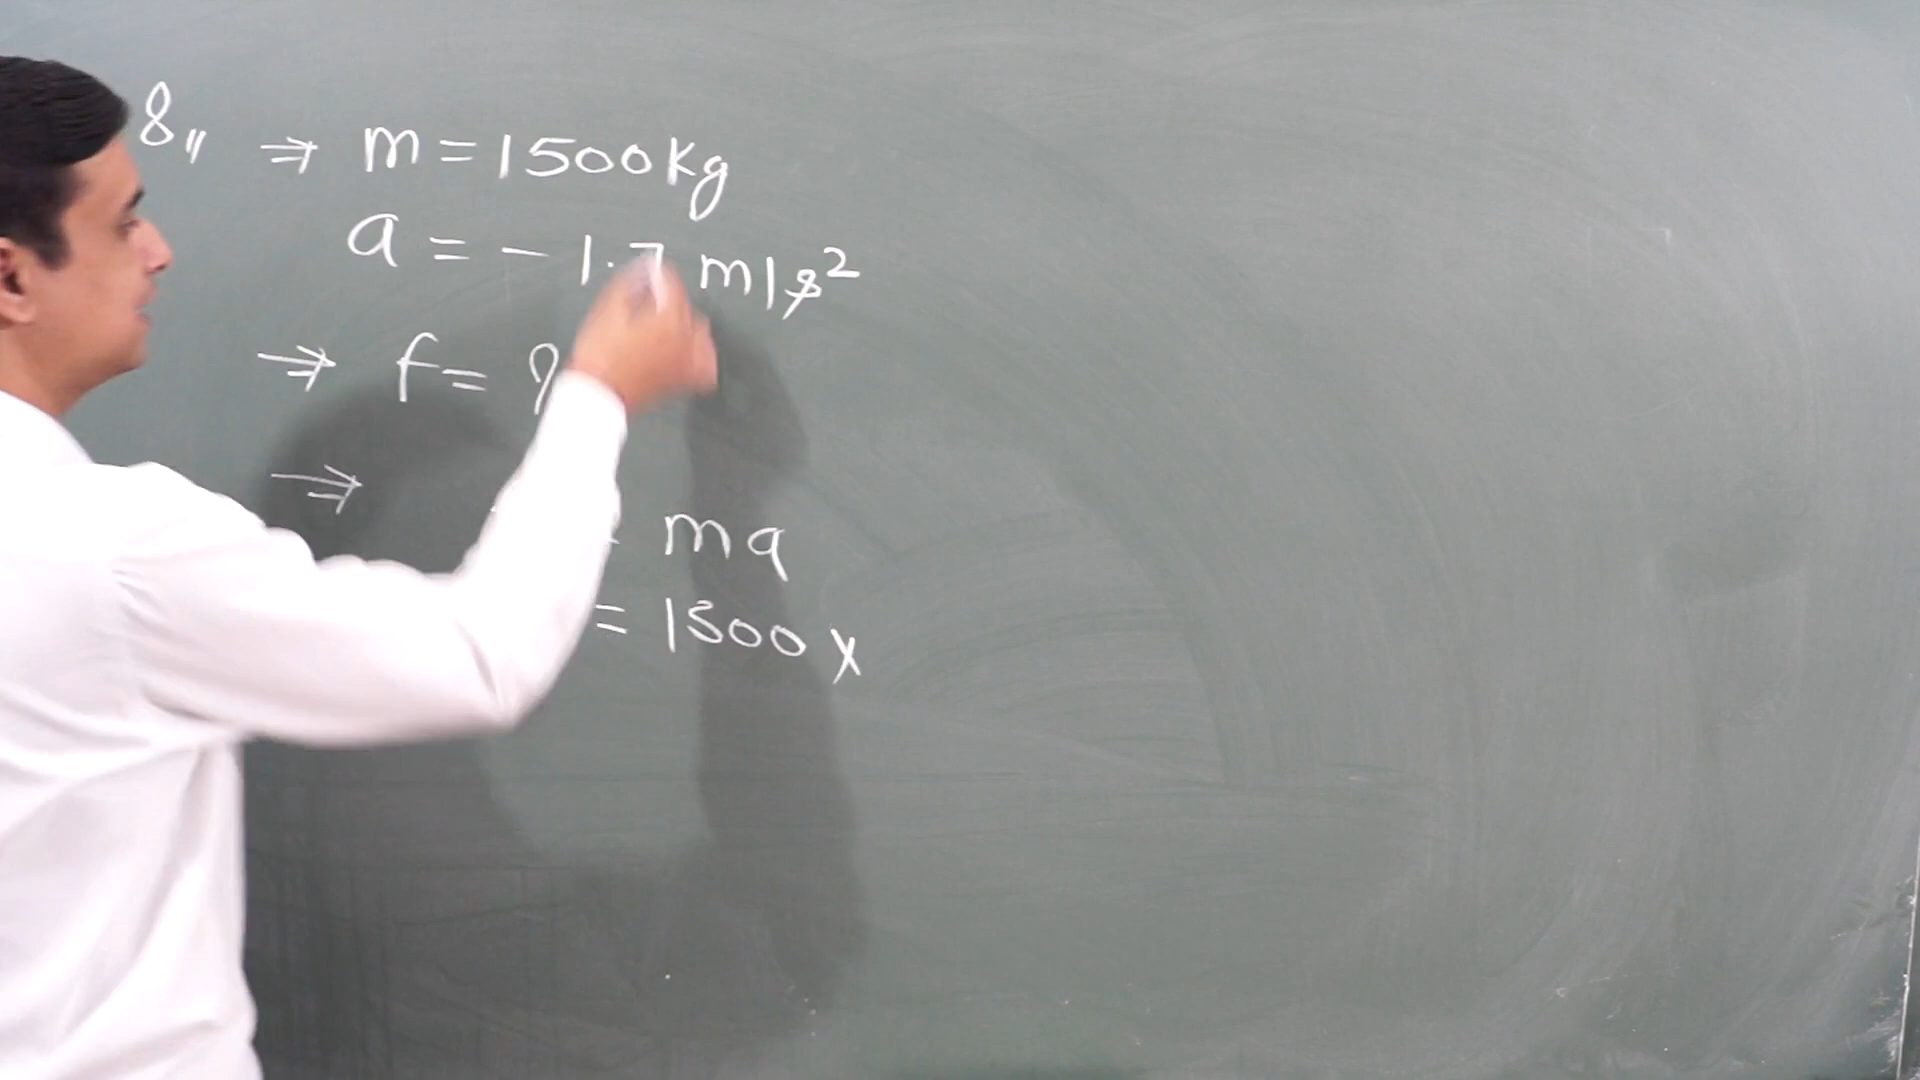 8,, ⇒ m = 1500 Kg
a = - 1.7 m/s²
⇒ f = ?
⇒
= ma
= 1500 x